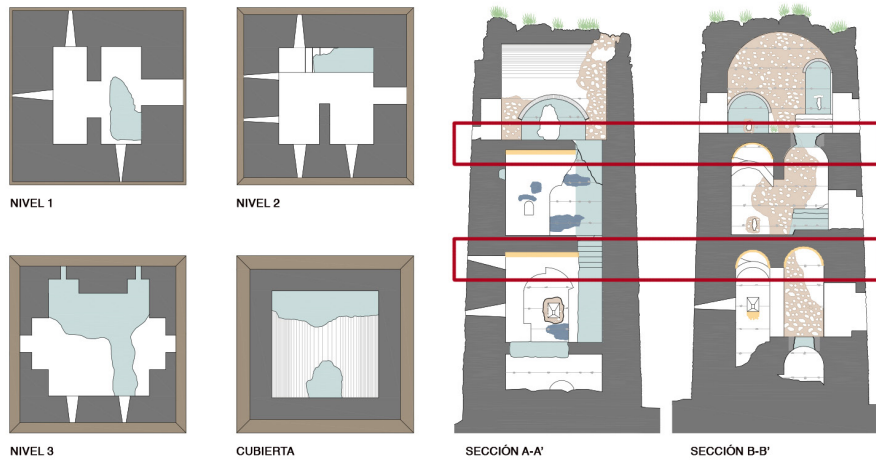 NIVEL 1
NIVEL 2
NIVEL 3
CUBIERTA
SECCIÓN A-A'
SECCIÓN B-B'